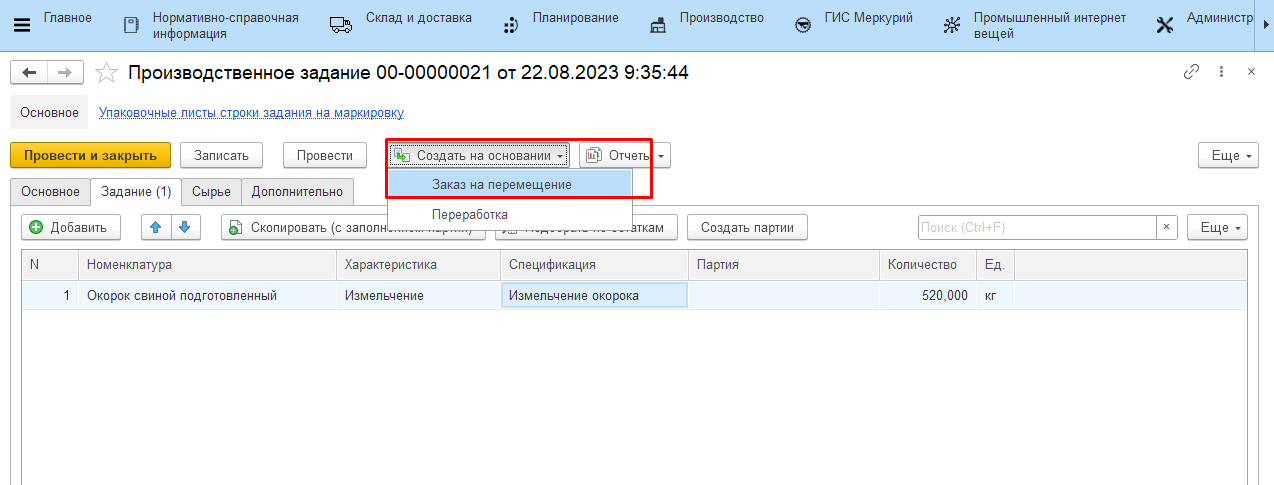 Главное
Нормативно-справочная
информация
Склад и доставка
Планирование
Производство
ГИС Меркурий
Промышленный интернет
вещей
Администр
Производственное задание 00-00000021 от 22.08.2023 9:35:44
Основное
Упаковочные листы строки задания на маркировку
Провести и закрыть
Записать
Провести
Создать на основании
Отчеты
Еще
Основное
Задание (1)
Сырье
Дополнительно
Заказ на перемещение
Переработка
Добавить
Скопировать (с заполнением партий)
Подобрать по остаткам
Создать партии
Поиск (Ctrl+F)
×
Еще
N
Номенклатура
Характеристика
Спецификация
Партия
Количество
Ед.
1
Окорок свиной подготовленный
Измельчение
Измельчение окорока
520,000
кг